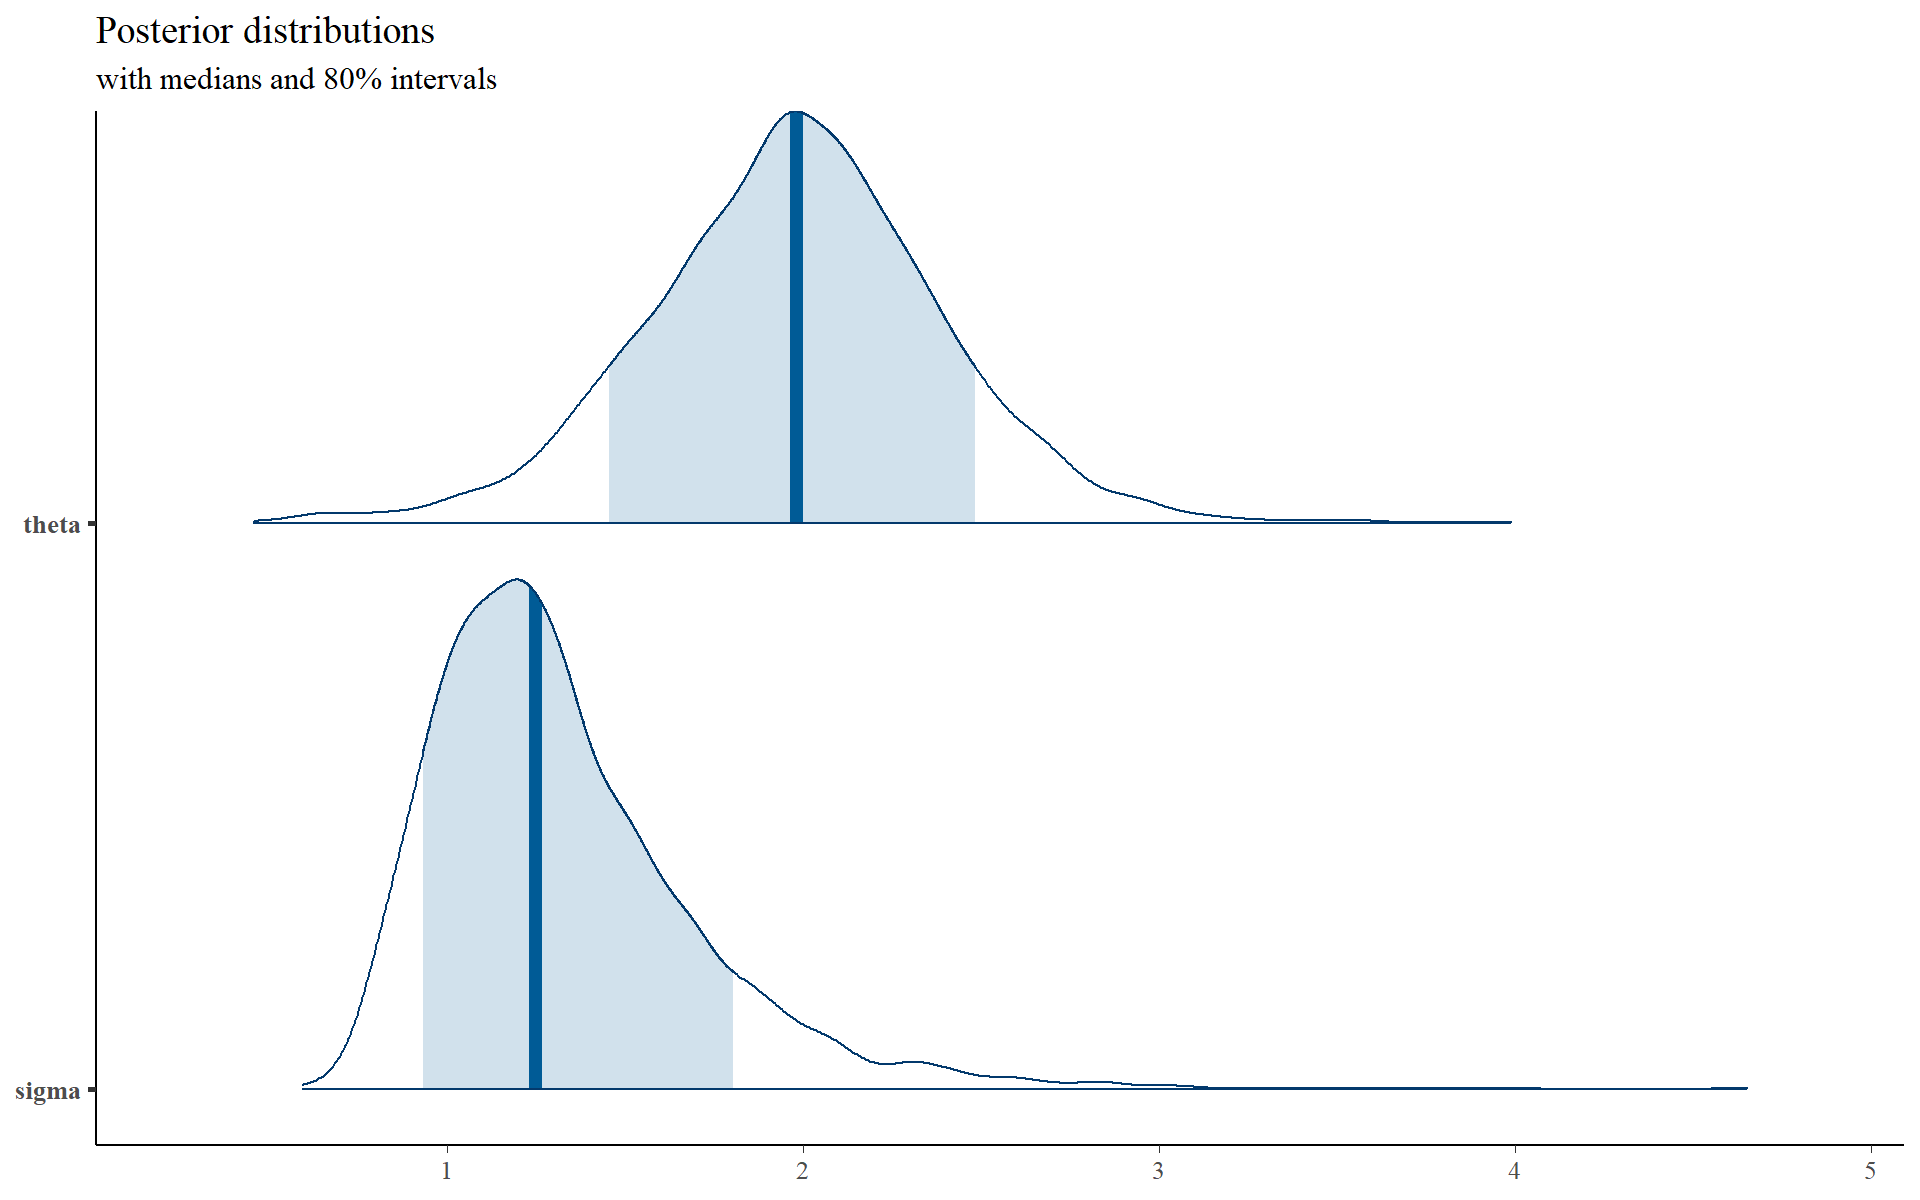 Posterior distributions
with medians and 80% intervals
theta
sigma
1 2 3 4 5